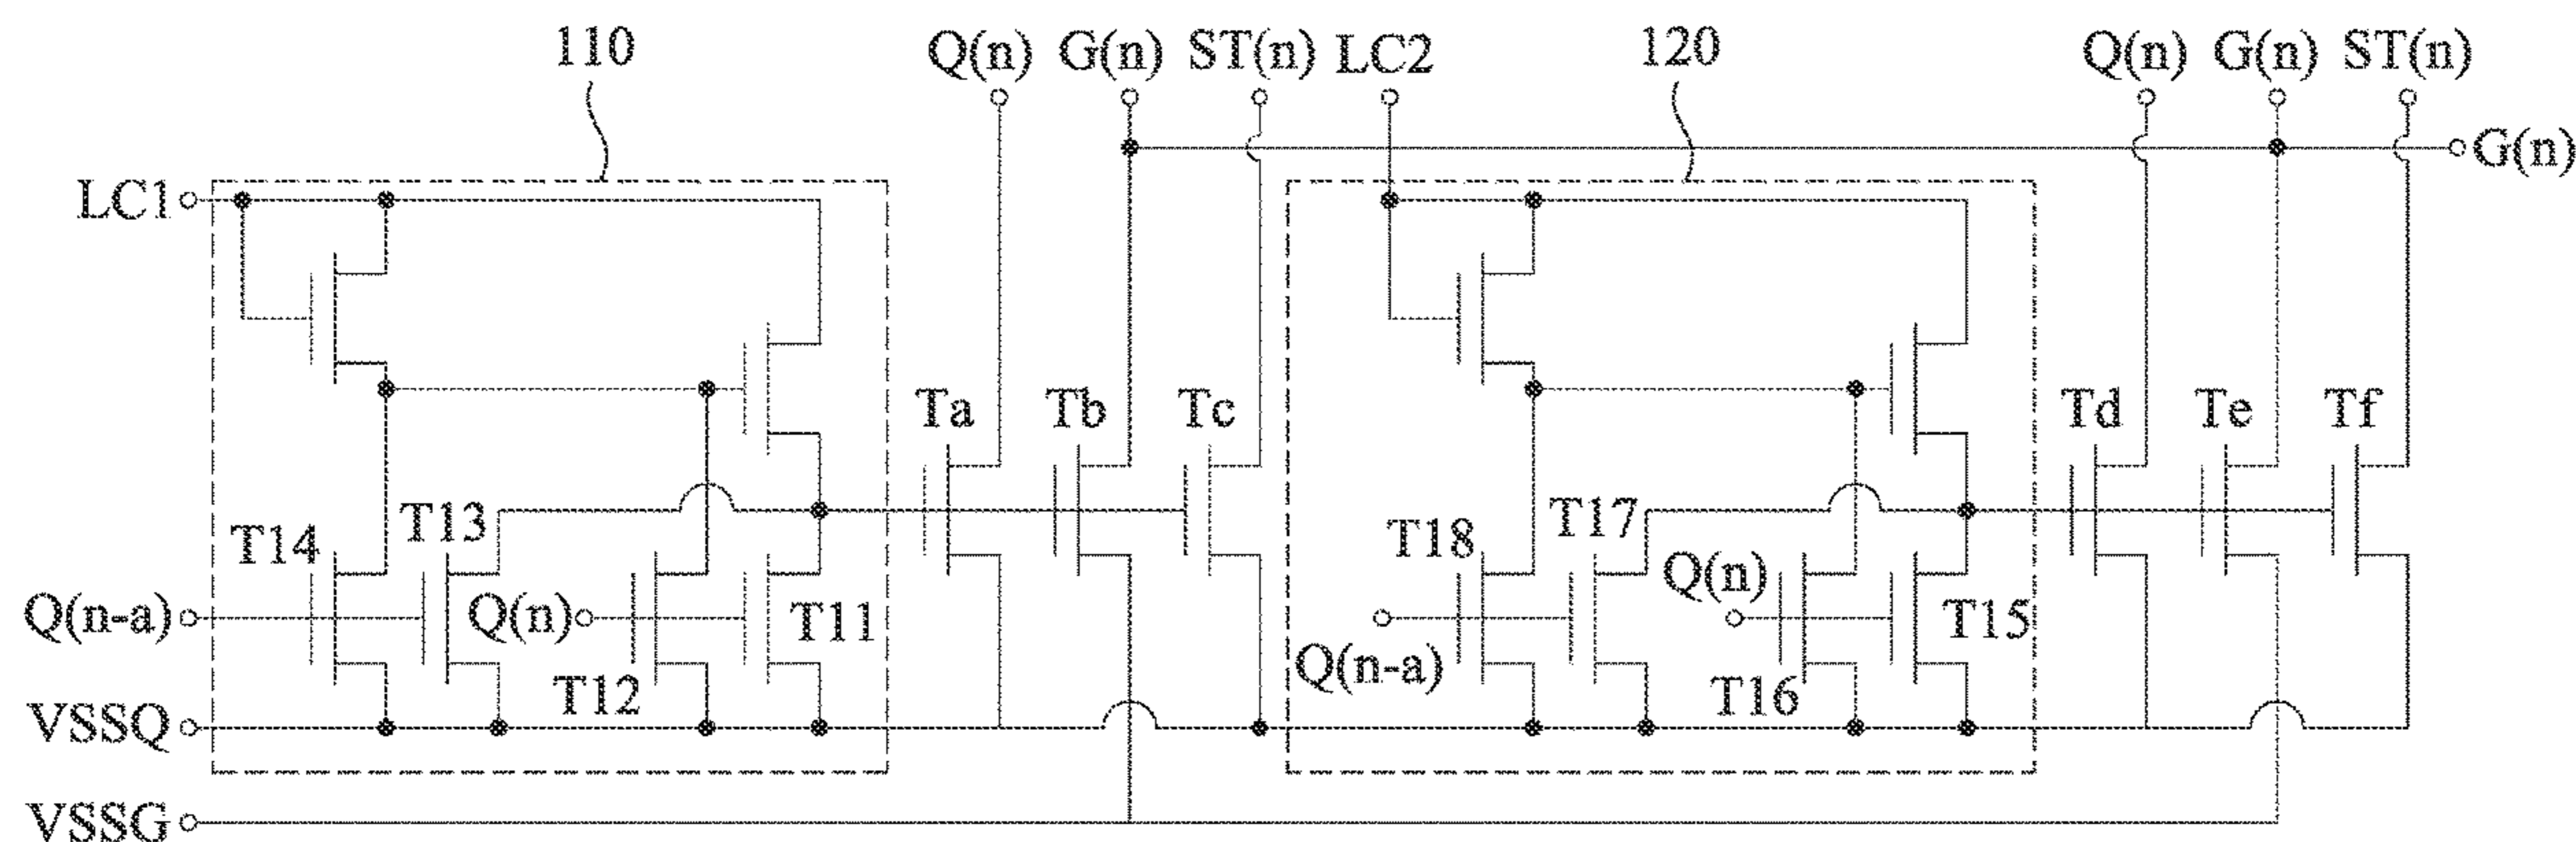 110
Q(n)
G(n)
ST(n)
LC2
120
Q(n)
G(n)
ST(n)
G(n)
LC1
Ta
Tb
Tc
Td
Te
Tf
T14
T13
T18
T17
Q(n)
Q(n-a)
Q(n)
T11
T15
Q(n-a)
T12
T16
VSSQ
VSSG